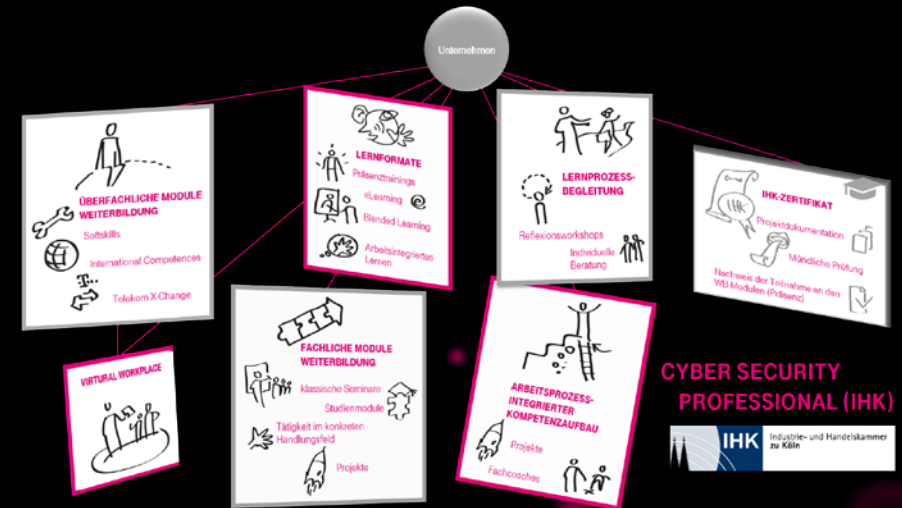 Unternehmen
ÜBERFACHLICHE MODULE
WEITERBILDUNG
Softskills
International Competences
T...
Telekom X-Change
LERNFORMATE
Präsenztrainings
eLearning
@
Blended Learning
Arbeitsintegriertes
Lernen
LERNPROZESS-
BEGLEITUNG
Reflexionsworkshops
Individuelle
Beratung
IHK-ZERTIFIKAT
IHK
Projektdokumentation
Mündliche Prüfung
Nachweis der Teilnahme an den
WB Modulen (Präsenz)
VIRTURAL WORKPLACE
FACHLICHE MODULE
WEITERBILDUNG
klassische Seminare
Studienmodule
Tätigkeit im konkreten
Handlungsfeld
Projekte
ARBEITSPROZESS-
INTEGRIERTER
KOMPETENZAUFBAU
Projekte
Fachcoaches
CYBER SECURITY
PROFESSIONAL (IHK)
IHK
Industrie- und Handelskammer
zu Köln